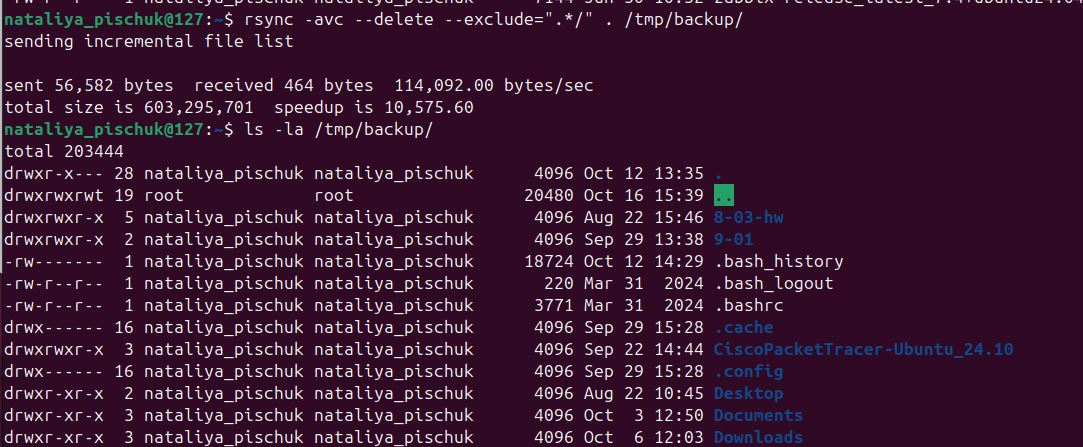 nataliya_pischuk@127:~$ rsync -avc --delete --exclude=".*/" . /tmp/backup/
sending incremental file list
sent 56,582 bytes  received 464 bytes  114,092.00 bytes/sec
total size is 603,295,701  speedup is 10,575.60
nataliya_pischuk@127:~$ ls -la /tmp/backup/
total 203444
drwxr-x--- 28 nataliya_pischuk nataliya_pischuk      4096 Oct 12 13:35 .
drwxrwxrwt 19 root             root                 20480 Oct 16 15:39 ..
drwxrwxr-x  5 nataliya_pischuk nataliya_pischuk      4096 Aug 22 15:46 8-03-hw
drwxrwxr-x  2 nataliya_pischuk nataliya_pischuk      4096 Sep 29 13:38 9-01
-rw-------  1 nataliya_pischuk nataliya_pischuk     18724 Oct 12 14:29 .bash_history
-rw-r--r--  1 nataliya_pischuk nataliya_pischuk       220 Mar 31  2024 .bash_logout
-rw-r--r--  1 nataliya_pischuk nataliya_pischuk      3771 Mar 31  2024 .bashrc
drwx------ 16 nataliya_pischuk nataliya_pischuk      4096 Sep 29 15:28 .cache
drwxrwxr-x  3 nataliya_pischuk nataliya_pischuk      4096 Sep 22 14:44 CiscoPacketTracer-Ubuntu_24.10
drwx------ 16 nataliya_pischuk nataliya_pischuk      4096 Sep 29 15:28 .config
drwxr-xr-x  2 nataliya_pischuk nataliya_pischuk      4096 Aug 22 10:45 Desktop
drwxr-xr-x  3 nataliya_pischuk nataliya_pischuk      4096 Oct  3 12:50 Documents
drwxr-xr-x  3 nataliya_pischuk nataliya_pischuk      4096 Oct  6 12:03 Downloads